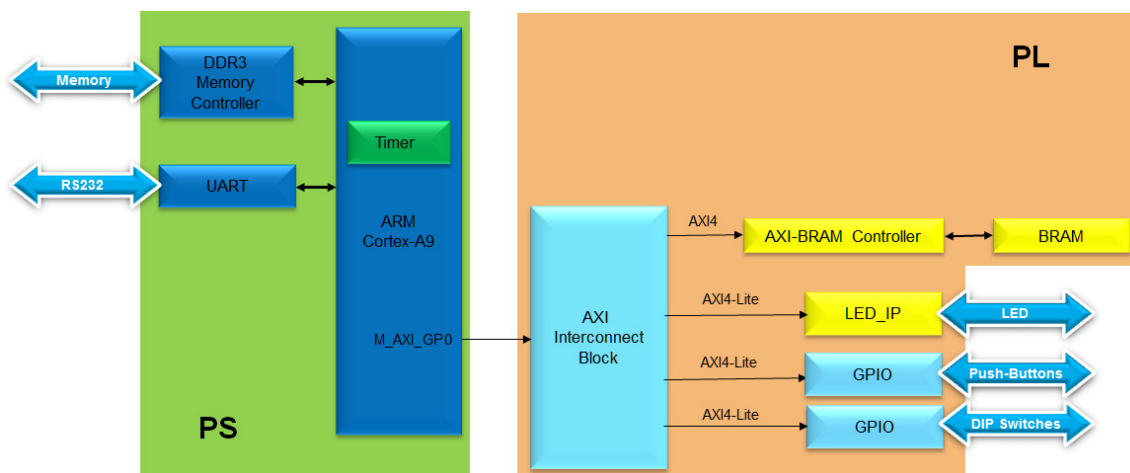 Memory
DDR3
Memory
Controller
Timer
RS232
UART
ARM
Cortex-A9
M_AXI_GP0
PS
PL
AXI
Interconnect
Block
AXI4
AXI-BRAM Controller
BRAM
AXI4-Lite
LED_IP
LED
AXI4-Lite
GPIO
Push-Buttons
AXI4-Lite
GPIO
DIP Switches